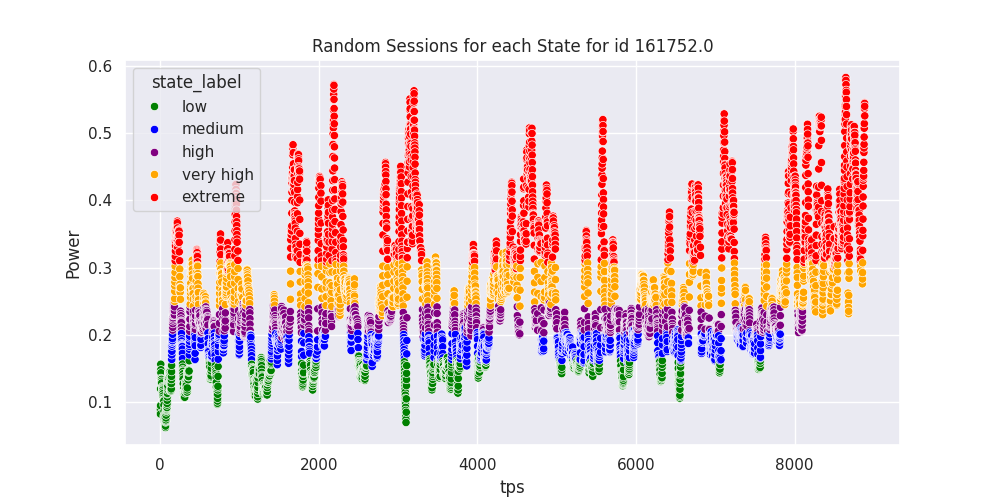 Random Sessions for each State for id 161752.0
0.6
0.5
0.4
0.3
0.2
0.1
Power
state_label
low
medium
high
very high
extreme
0 2000 4000 6000 8000
tps